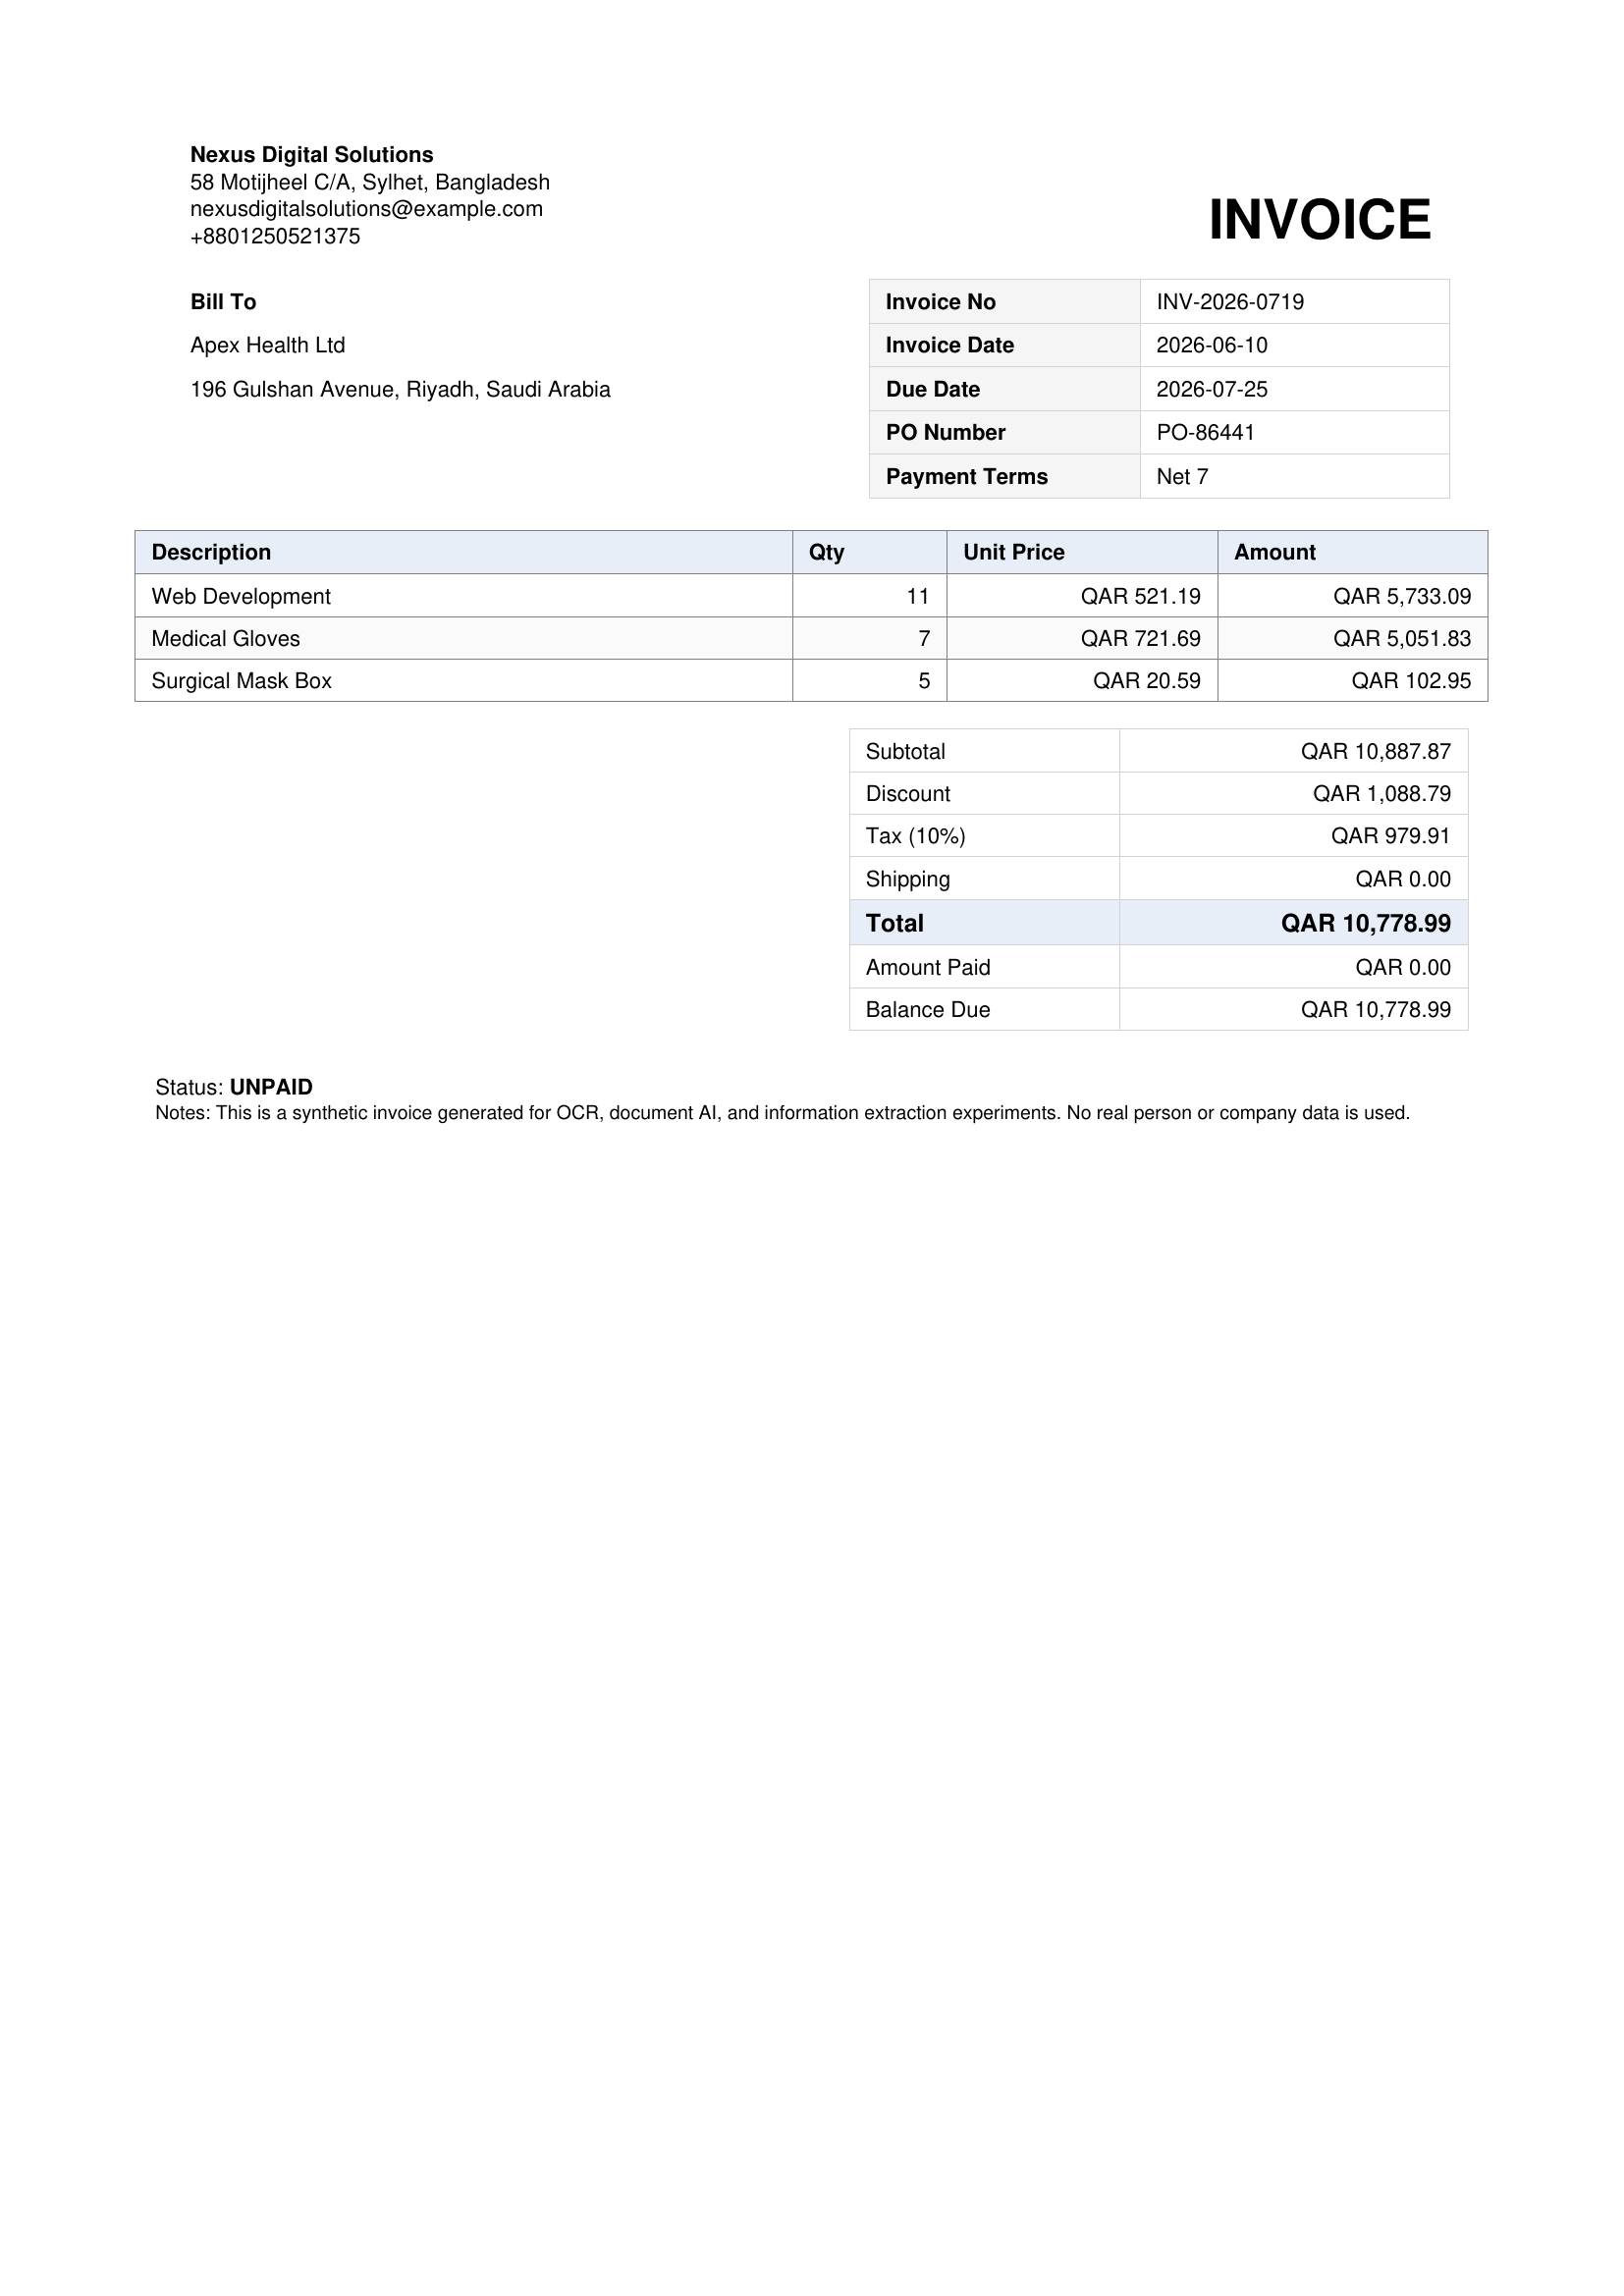 Nexus Digital Solutions
58 Motijheel C/A, Sylhet, Bangladesh
nexusdigitalsolutions@example.com
+8801250521375
INVOICE
Bill To
Apex Health Ltd
196 Gulshan Avenue, Riyadh, Saudi Arabia
Invoice No INV-2026-0719
Invoice Date 2026-06-10
Due Date 2026-07-25
PO Number PO-86441
Payment Terms Net 7
Description Qty Unit Price Amount
Web Development 11 QAR 521.19 QAR 5,733.09
Medical Gloves 7 QAR 721.69 QAR 5,051.83
Surgical Mask Box 5 QAR 20.59 QAR 102.95
Subtotal QAR 10,887.87
Discount QAR 1,088.79
Tax (10%) QAR 979.91
Shipping QAR 0.00
Total QAR 10,778.99
Amount Paid QAR 0.00
Balance Due QAR 10,778.99
Status: UNPAID
Notes: This is a synthetic invoice generated for OCR, document AI, and information extraction experiments. No real person or company data is used.